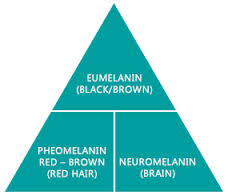 EUMELANIN
(BLACK/BROWN)
PHEOMELANIN
RED – BROWN
(RED HAIR)
NEUROMELANIN
(BRAIN)